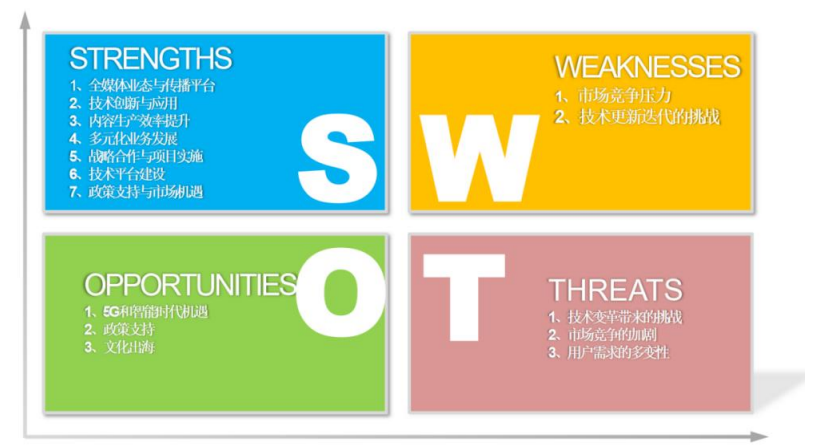 STRENGTHS
1、全媒体业态与传播平台
2、技术创新与应用
3、内容生产效率提升
4、多元化业务发展
5、战略合作与项目实施
6、技术平台建设
7、政策支持与市场机遇
S
WEAKNESSES
1、市场竞争压力
2、技术更新迭代的挑战
W
OPPORTUNITIES
1、5G和智能时代机遇
2、政策支持
3、文化出海
O
T
THREATS
1、技术变革带来的挑战
2、市场竞争的加剧
3、用户需求的多变性